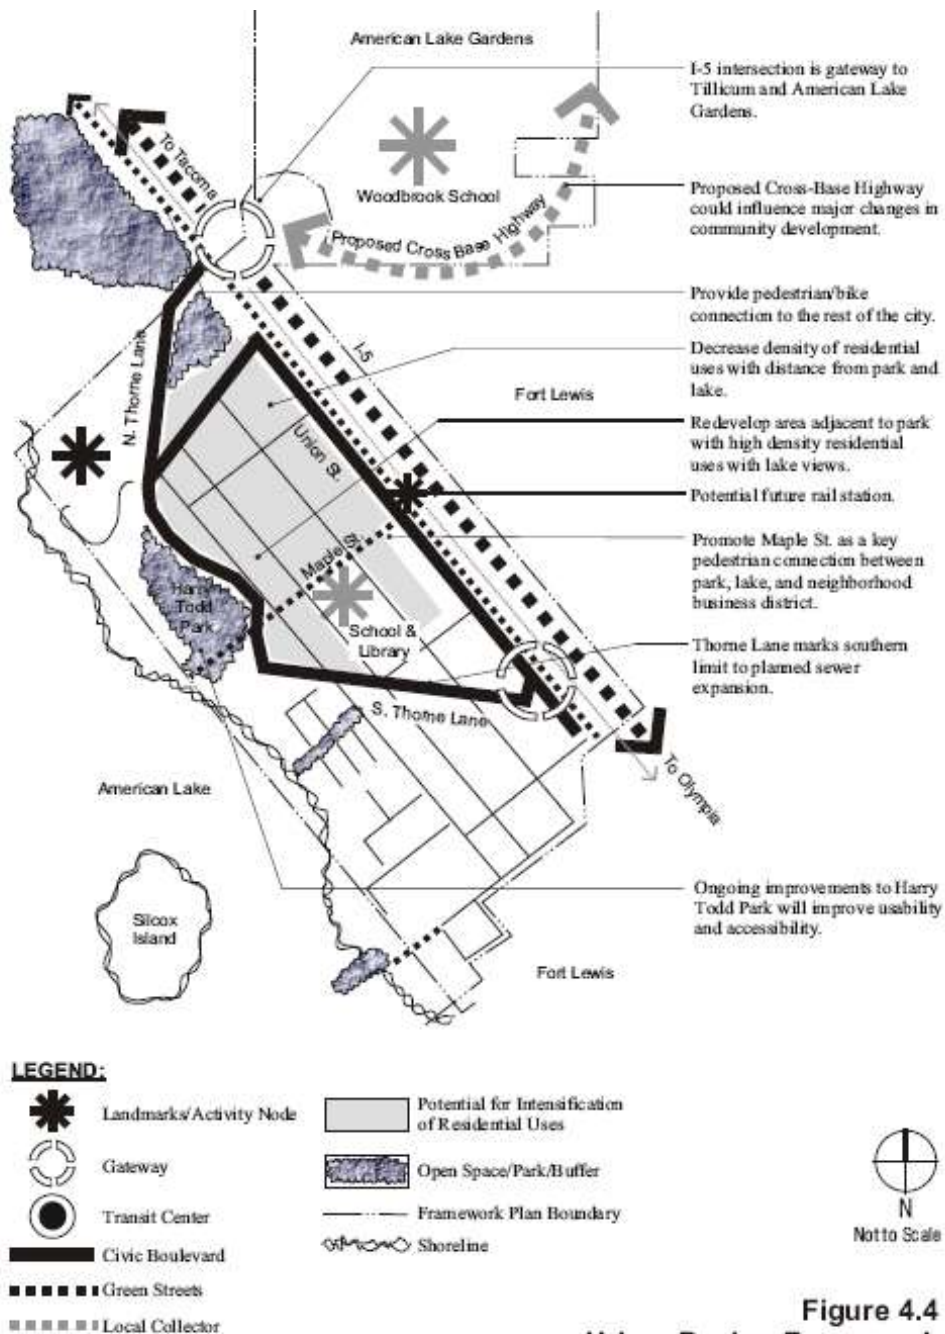 American Lake Gardens
I-5 intersection is gateway to
Tillicum and American Lake
Gardens.
To Tacoma
Woodbrook School
Proposed Cross Base Highway
Proposed Cross-Base Highway
could influence major changes in
community development.
Provide pedestrian/bike
connection to the rest of the city.
I-5
N. Thorne Lane
Decrease density of residential
uses with distance from park and
lake.
Fort Lewis
Union St.
Redevelop area adjacent to park
with high density residential
uses with lake views.
Potential future rail station.
Maple St.
Promote Maple St. as a key
pedestrian connection between
park, lake, and neighborhood
business district.
Harry
Todd
Park
School &
Library
Thorne Lane marks southern
limit to planned sewer
expansion.
S. Thorne Lane
To Olympia
American Lake
Silcox
Island
Ongoing improvements to Harry
Todd Park will improve usability
and accessibility.
Fort Lewis
LEGEND:
Landmarks/Activity Node
Gateway
Transit Center
Civic Boulevard
Green Streets
Local Collector
Potential for Intensification
of Residential Uses
Open Space/Park/Buffer
Framework Plan Boundary
Shoreline
N
Not to Scale
Figure 4.4